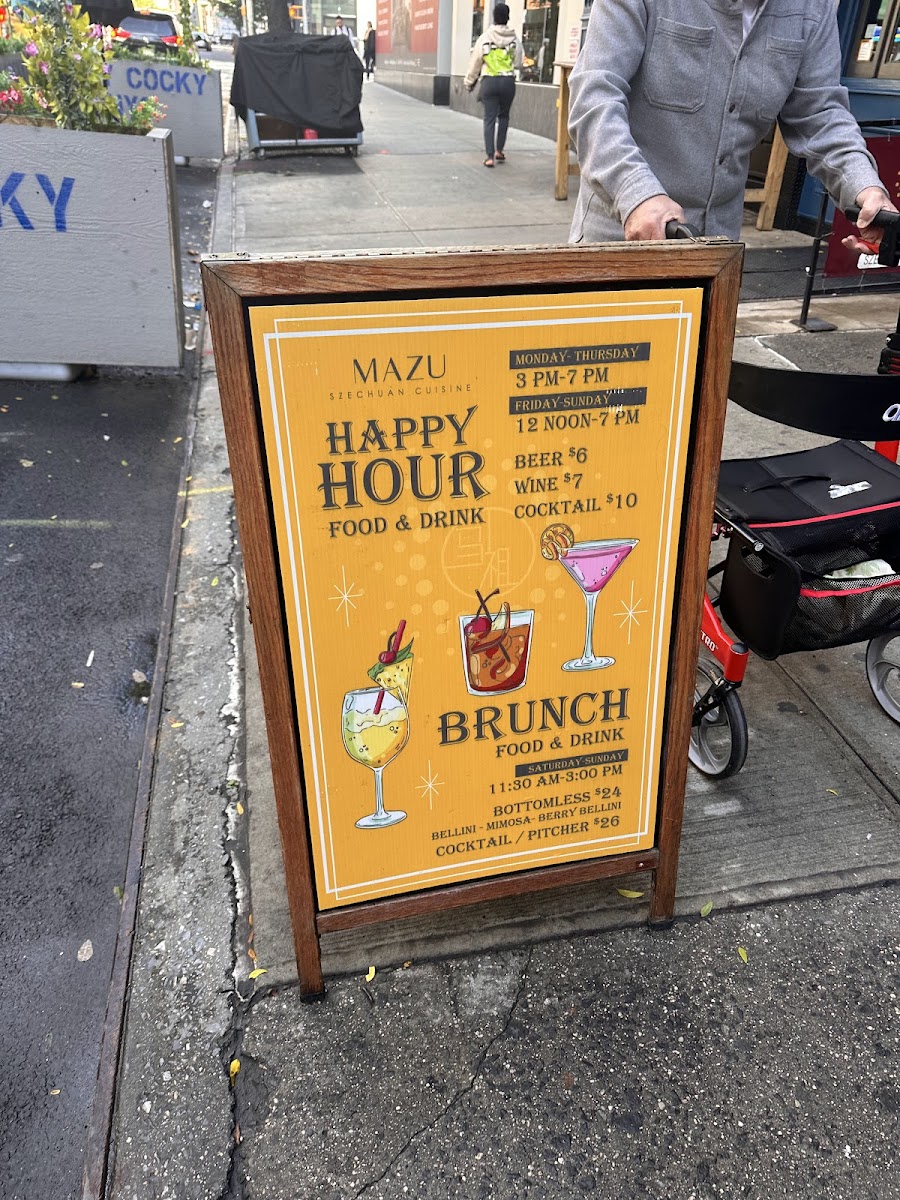 COCKY
KY
MAZU
SZECHUAN CUISINE
HAPPY
HOUR
FOOD & DRINK
MONDAY-THURSDAY
3 PM-7 PM
FRIDAY-SUNDAY
12 NOON-7 PM
BEER $6
WINE $7
COCKTAIL $10
BRUNCH
FOOD & DRINK
SATURDAY-SUNDAY
11:30 AM-3:00 PM
BOTTOMLESS $24
BELLINI - MIMOSA- BERRY BELLINI
COCKTAIL / PITCHER $26